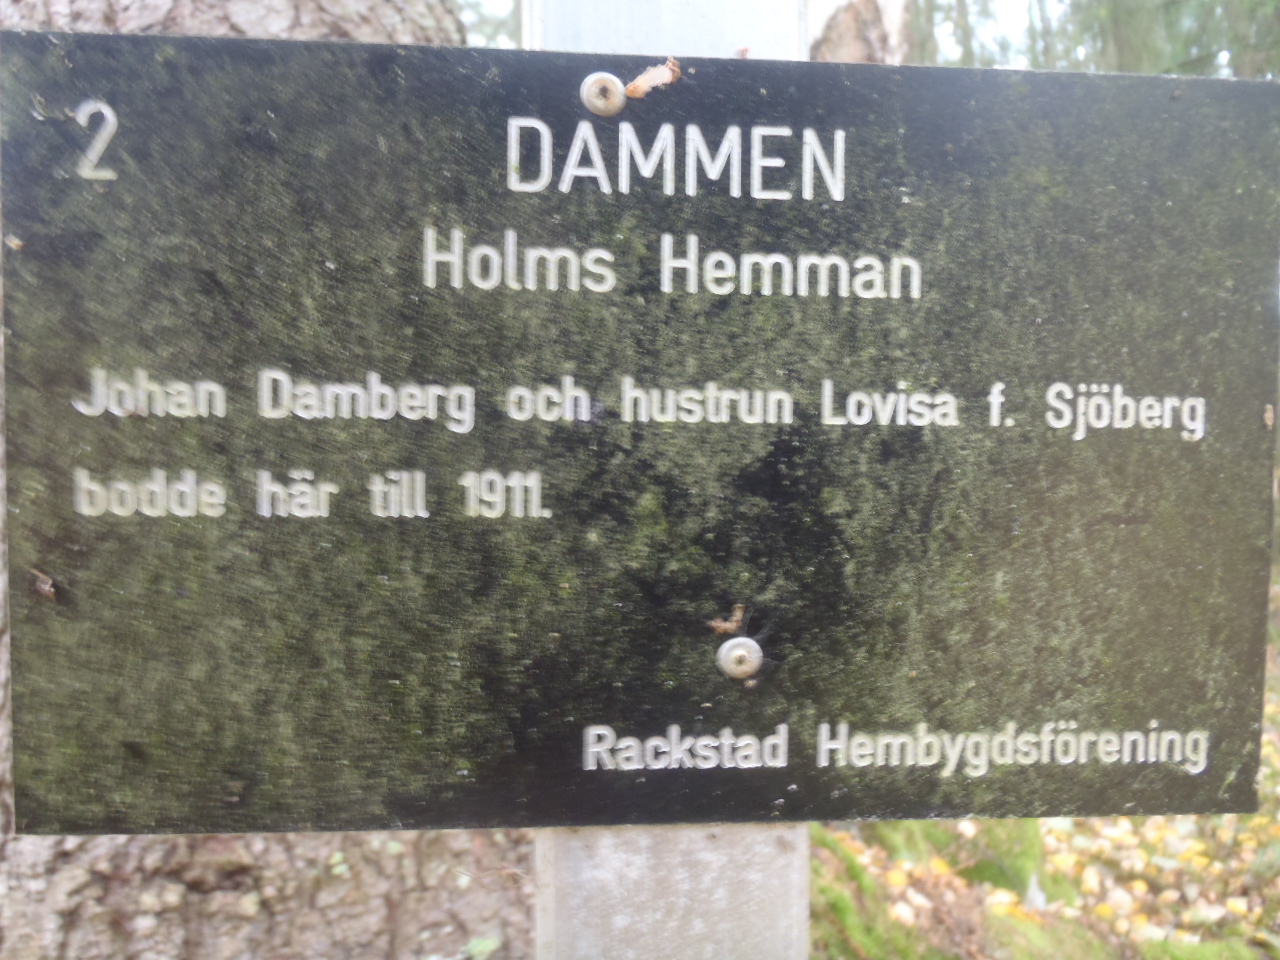 2
DAMMEN
Holms Hemman
Johan Damberg och hustrun Lovisa f. Sjöberg
bodde här till 1911.
Rackstad Hembygdsförening